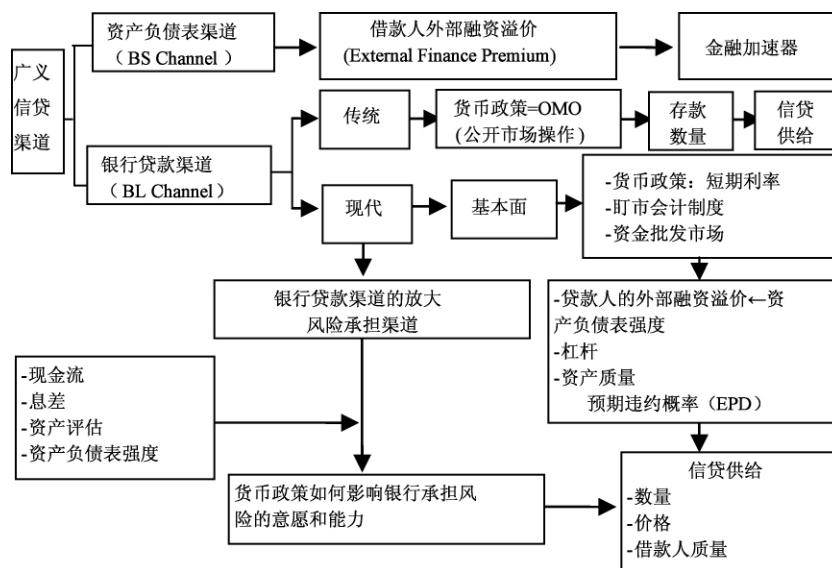 资产负债表渠道
（BS Channel）
借款人外部融资溢价
(External Finance Premium)
金融加速器
广义
信贷
渠道
传统
货币政策=OMO
(公开市场操作)
存款
数量
信贷
供给
银行贷款渠道
（BL Channel）
现代
基本面
-货币政策：短期利率
-盯市会计制度
-资金批发市场
银行贷款渠道的放大
风险承担渠道
-贷款人的外部融资溢价←资
产负债表强度
-杠杆
-资产质量
预期违约概率（EPD）
-现金流
-息差
-资产评估
-资产负债表强度
货币政策如何影响银行承担风
险的意愿和能力
信贷供给
-数量
-价格
-借款人质量